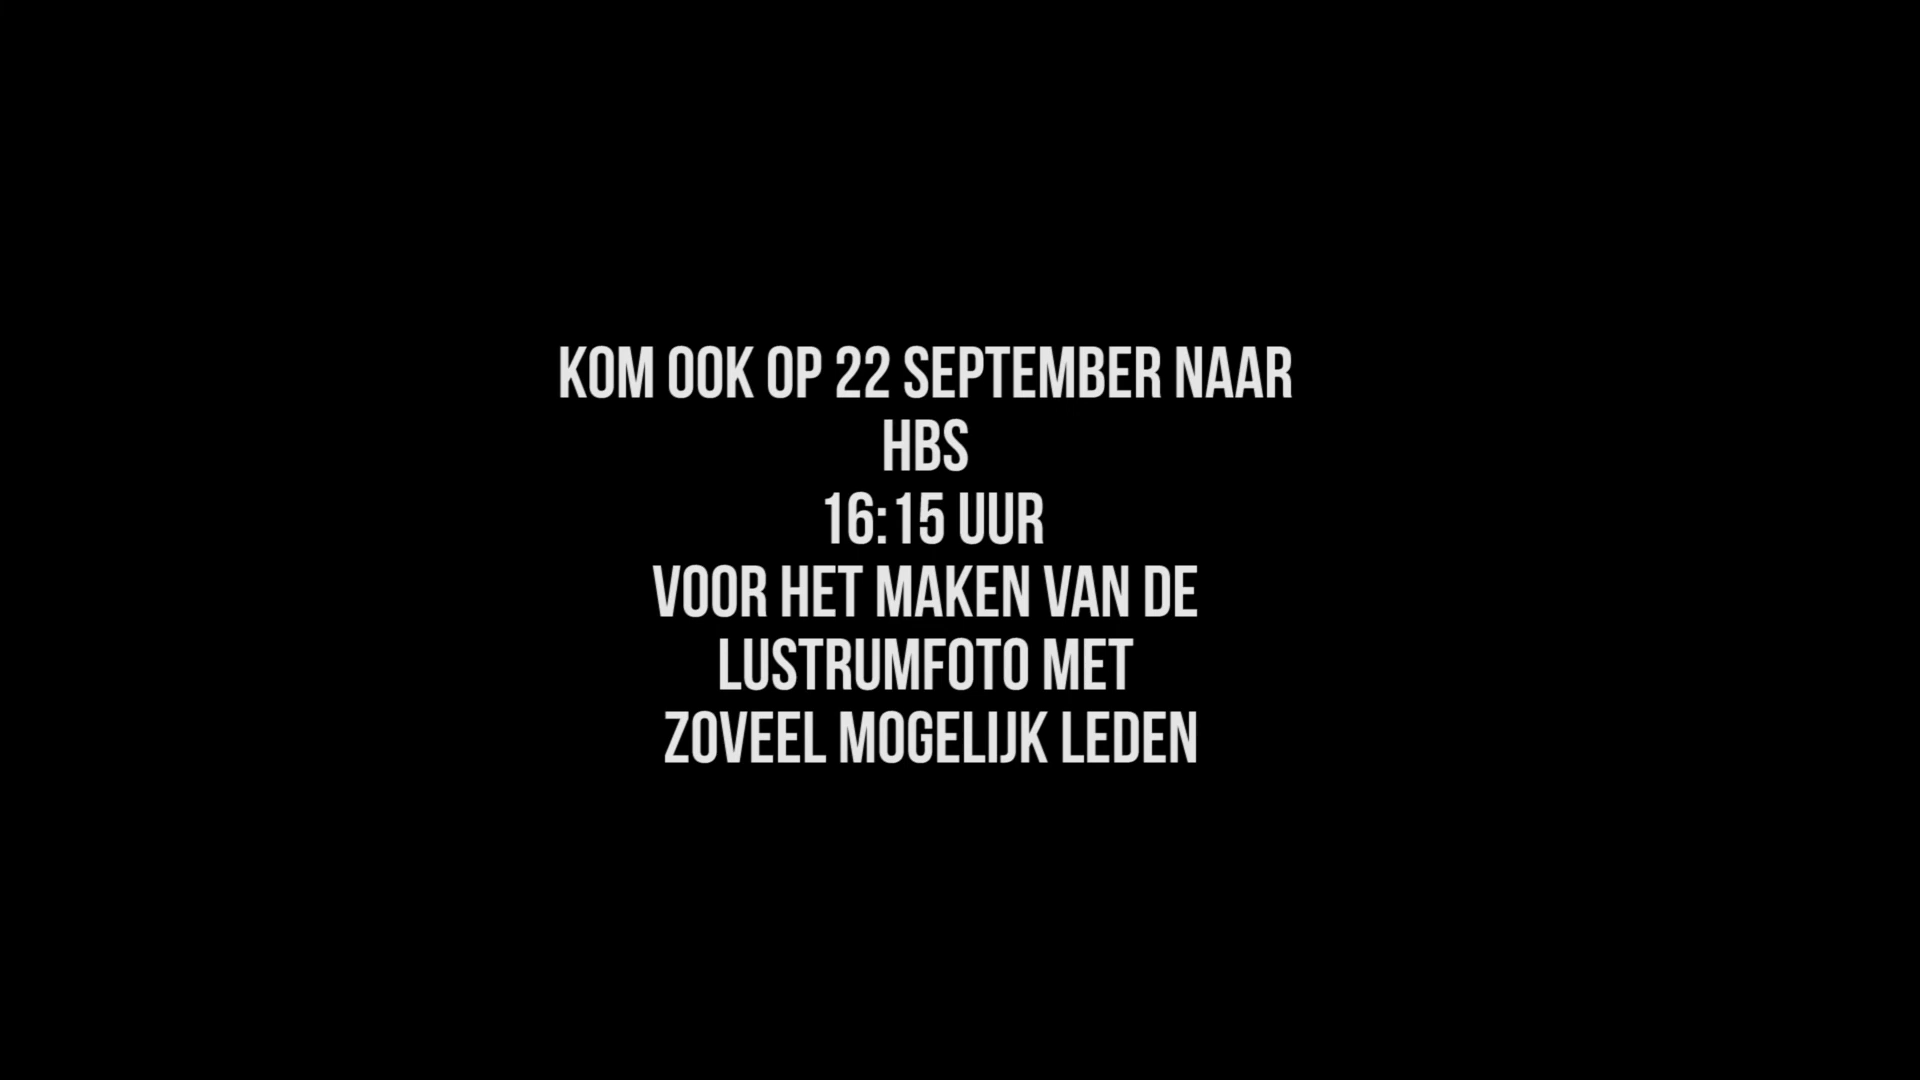 KOM OOK OP 22 SEPTEMBER NAAR
HBS
16:15 UUR
VOOR HET MAKEN VAN DE
LUSTRUMFOTO MET
ZOVEEL MOGELIJK LEDEN